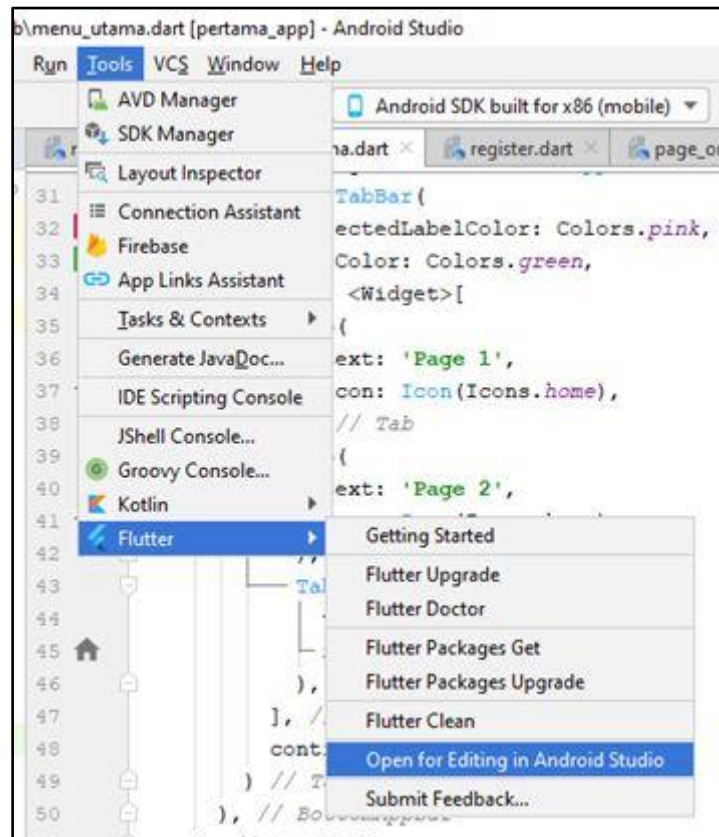 b\menu_utama.dart [pertama_app] - Android Studio
Run Tools VCS Window Help
AVD Manager
Android SDK built for x86 (mobile)
SDK Manager
na.dart register.dart
Layout Inspector
31 TabBar(
Connection Assistant
32 ectedLabelColor: Colors.pink,
Firebase
33 Color: Colors.green,
App Links Assistant
34 <Widget>[
Tasks & Contexts
35 (
Generate JavaDoc...
36 ext: 'Page 1',
IDE Scripting Console
37 con: Icon(Icons.home),
JShell Console...
38 // Tab
Groovy Console...
39 (
Kotlin
40 ext: 'Page 2',
41
Flutter
Getting Started
42 ),
Flutter Upgrade
43
Flutter Doctor
44
Flutter Packages Get
45
Flutter Packages Upgrade
46 ),
Flutter Clean
47 ], /
Open for Editing in Android Studio
48 cont
Submit Feedback...
49 ) // T
50 ), //